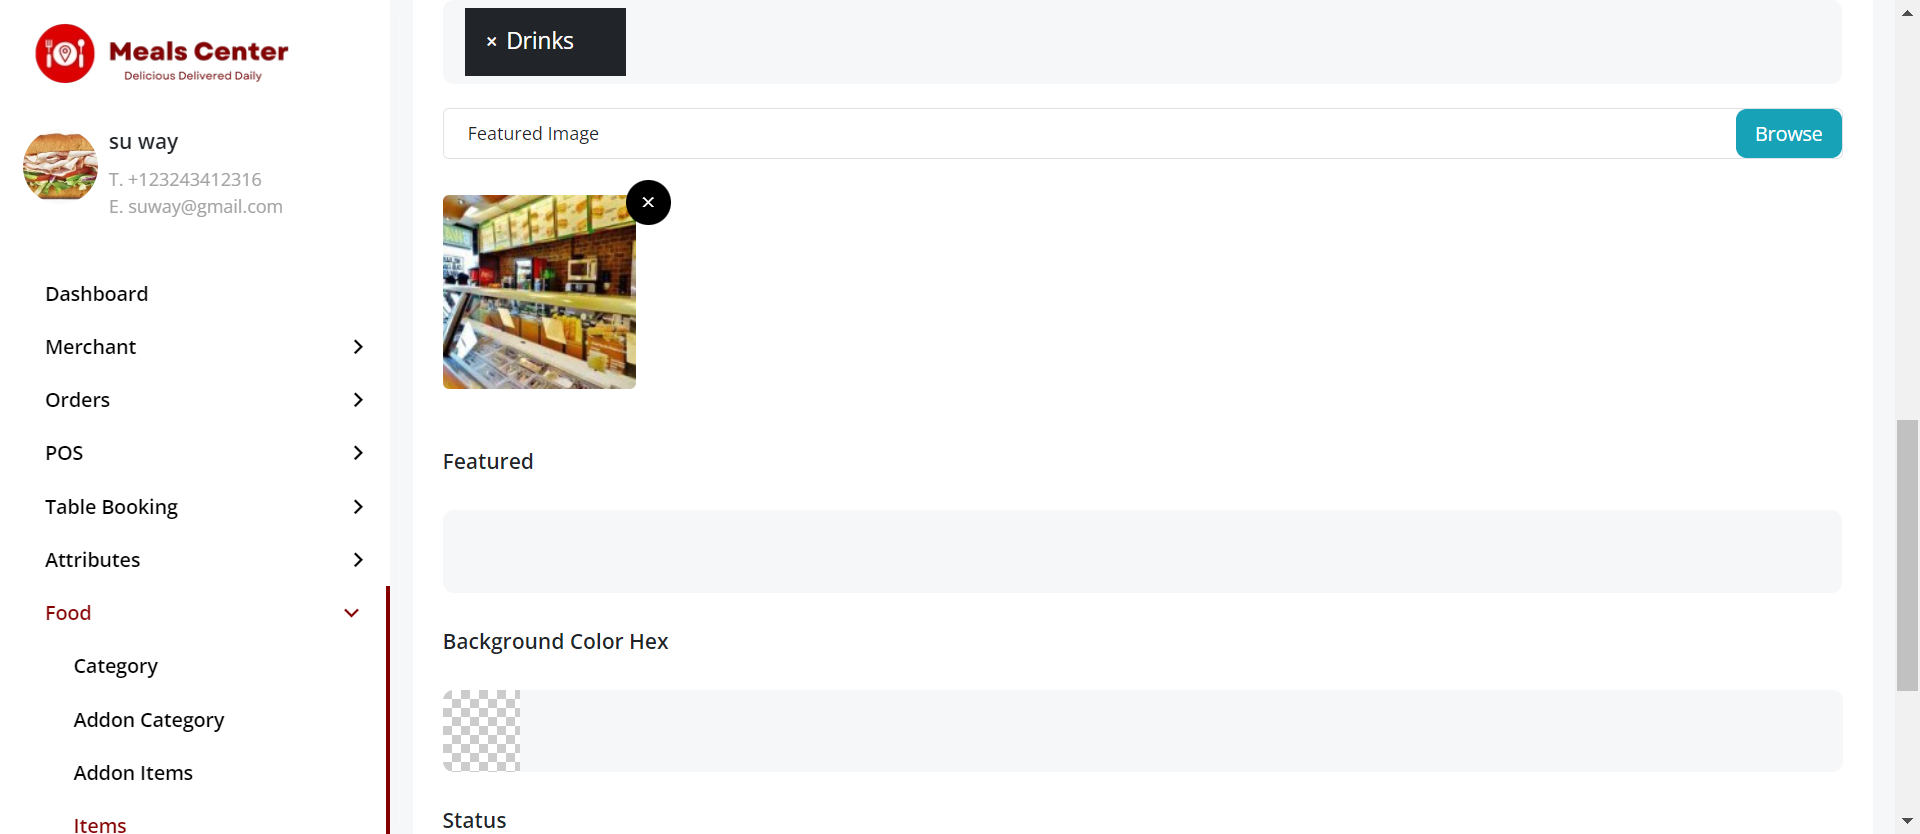 Meals Center
Delicious Delivered Daily
su way
T. +123243412316
E. suway@gmail.com
Dashboard
Merchant
Orders
POS
Table Booking
Attributes
Food
Category
Addon Category
Addon Items
Items
× Drinks
Featured Image
Browse
×
Featured
Background Color Hex
Status